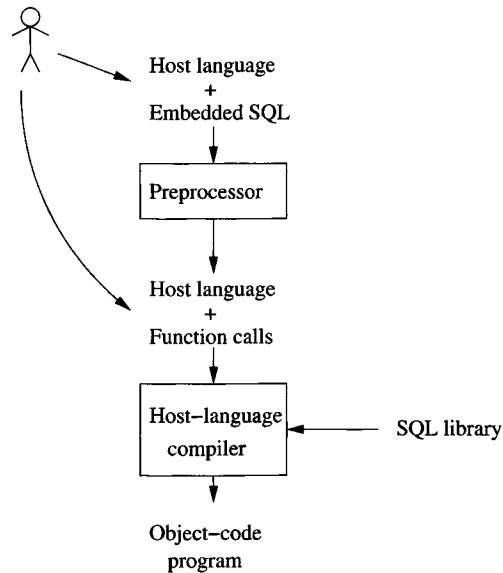 Host language
+
Embedded SQL
Preprocessor
Host language
+
Function calls
Host−language
compiler
SQL library
Object−code
program